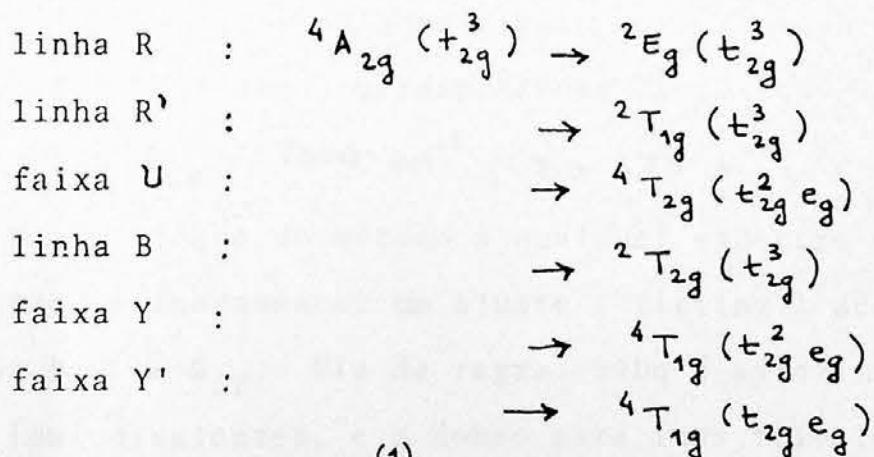 linha R : ⁴A₂g (t³₂g) → ²Eg (t³₂g)
linha R' : → ²T₁g (t³₂g)
faixa U : → ⁴T₂g (t²₂g eg)
linha B : → ²T₂g (t³₂g)
faixa Y : → ⁴T₁g (t²₂g eg)
faixa Y' : → ⁴T₁g (t₂g eg)
(1)